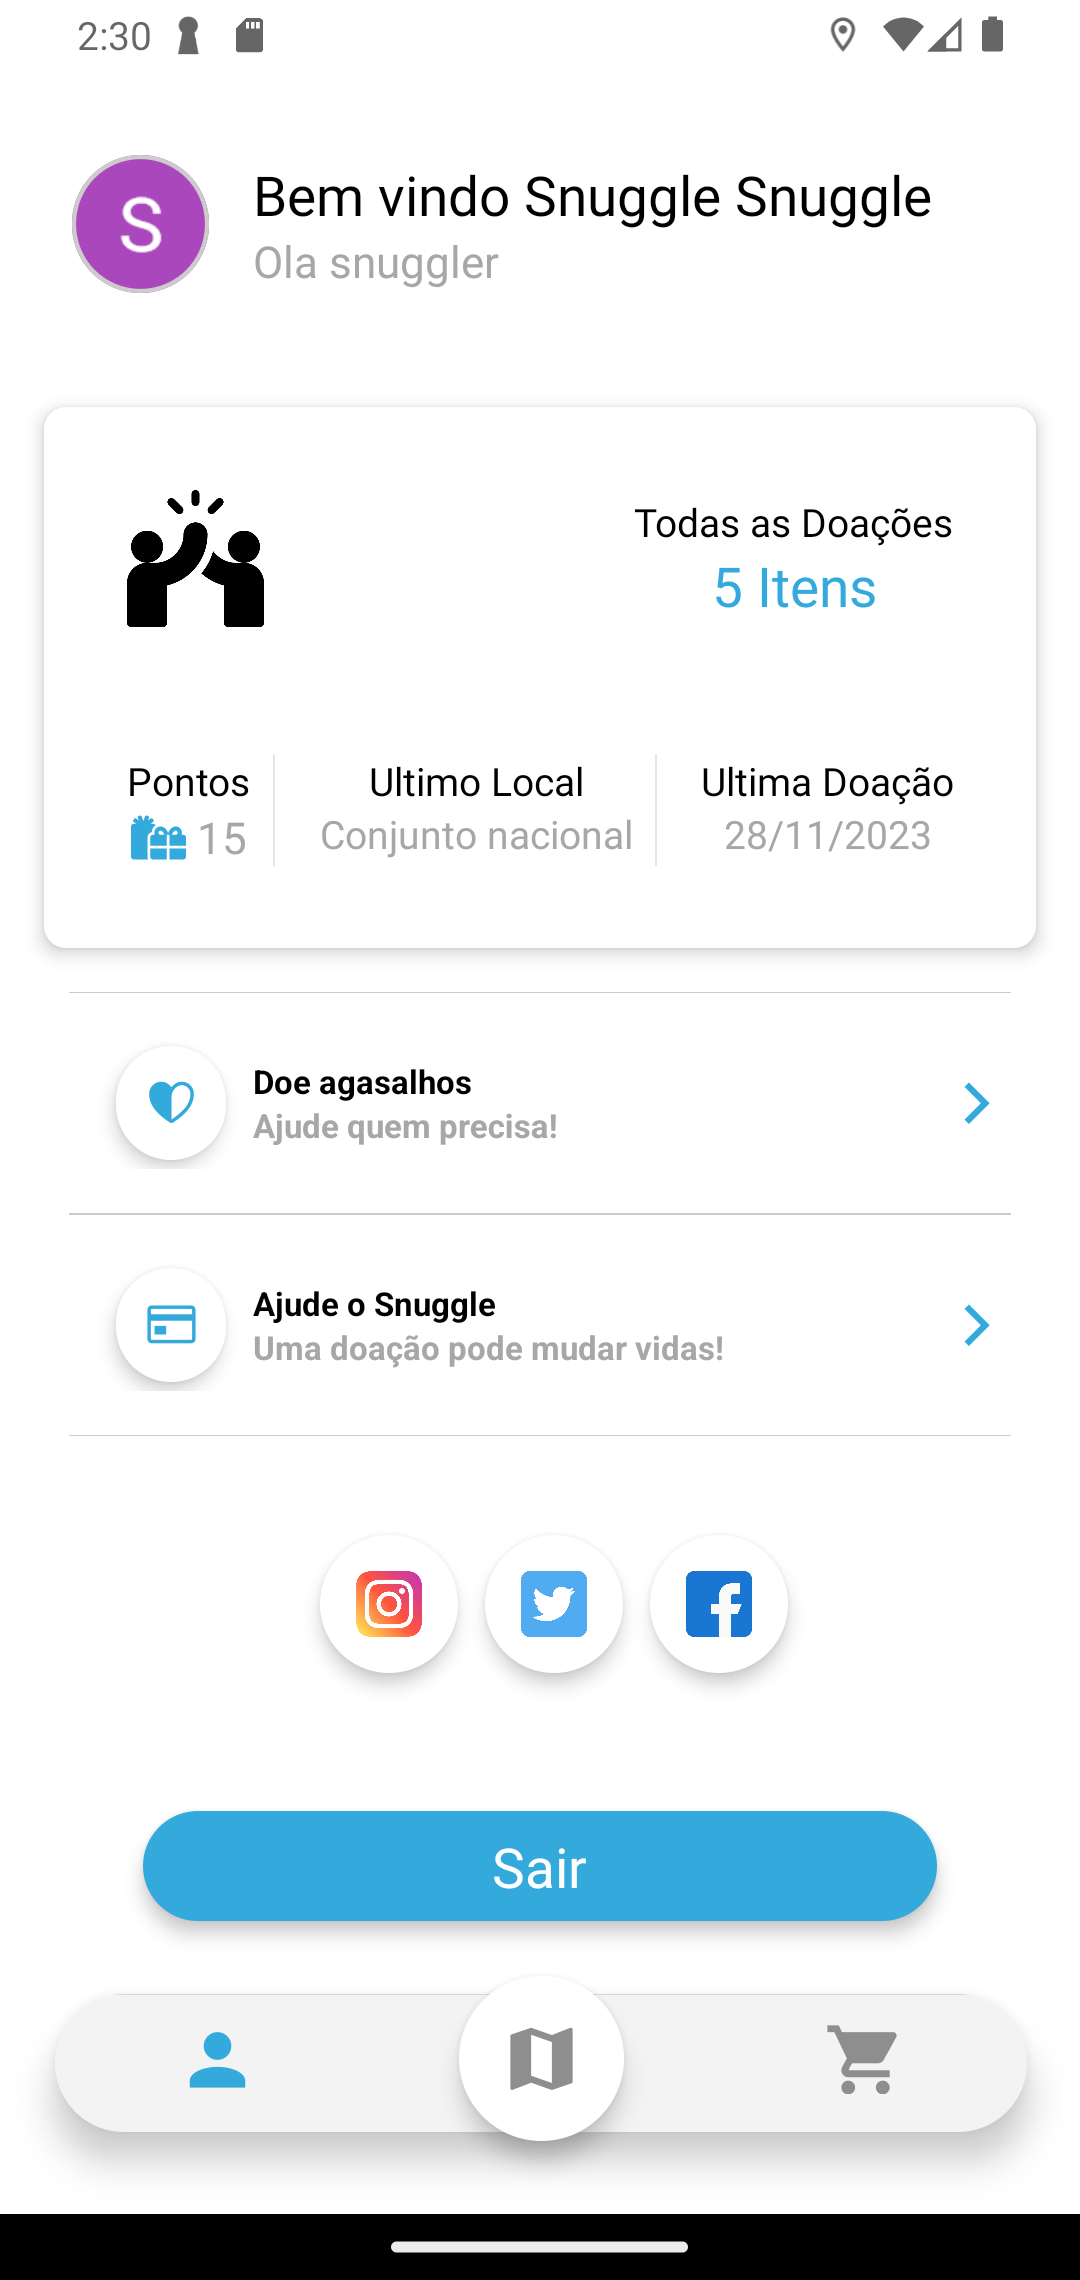 2:30
S
Bem vindo Snuggle Snuggle
Ola snuggler
Todas as Doações
5 Itens
Pontos
15
Ultimo Local
Conjunto nacional
Ultima Doação
28/11/2023
Doe agasalhos
Ajude quem precisa!
Ajude o Snuggle
Uma doação pode mudar vidas!
Sair